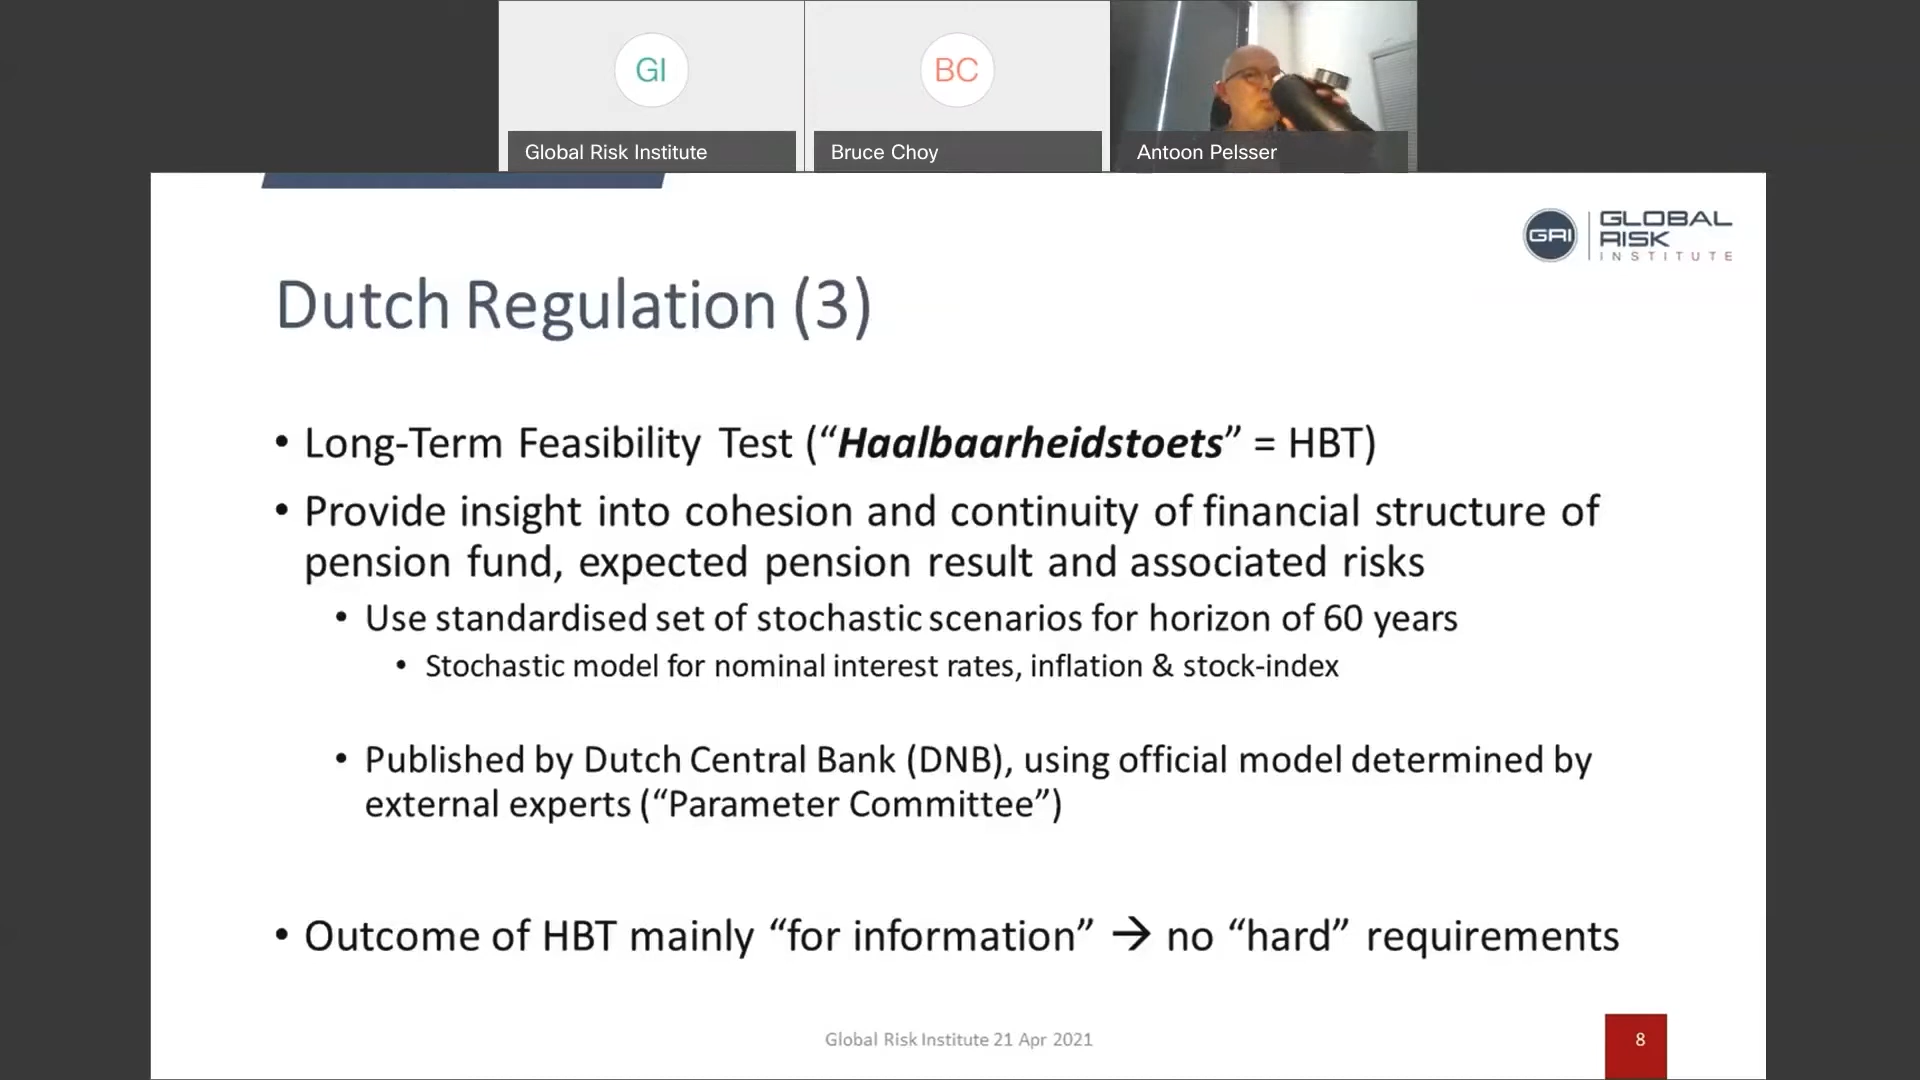 GI
BC
Global Risk Institute
Bruce Choy
Antoon Pelsser
GRI
GLOBAL
RISK
INSTITUTE
Dutch Regulation (3)
• Long-Term Feasibility Test (“Haalbaarheidstoets” = HBT)
• Provide insight into cohesion and continuity of financial structure of
pension fund, expected pension result and associated risks
• Use standardised set of stochastic scenarios for horizon of 60 years
• Stochastic model for nominal interest rates, inflation & stock-index
• Published by Dutch Central Bank (DNB), using official model determined by
external experts (“Parameter Committee”)
• Outcome of HBT mainly “for information” → no “hard” requirements
Global Risk Institute 21 Apr 2021
8